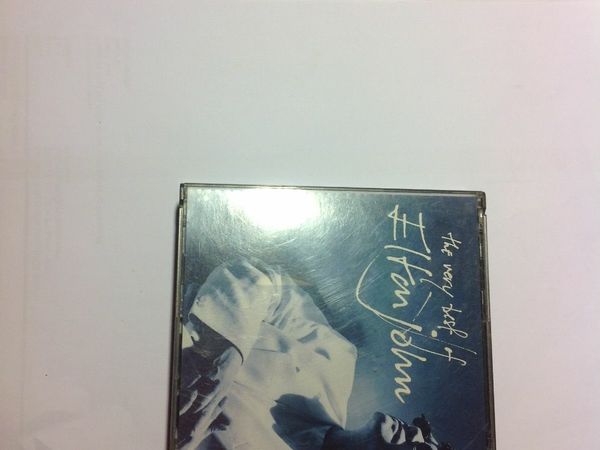 the very best of
Elton John